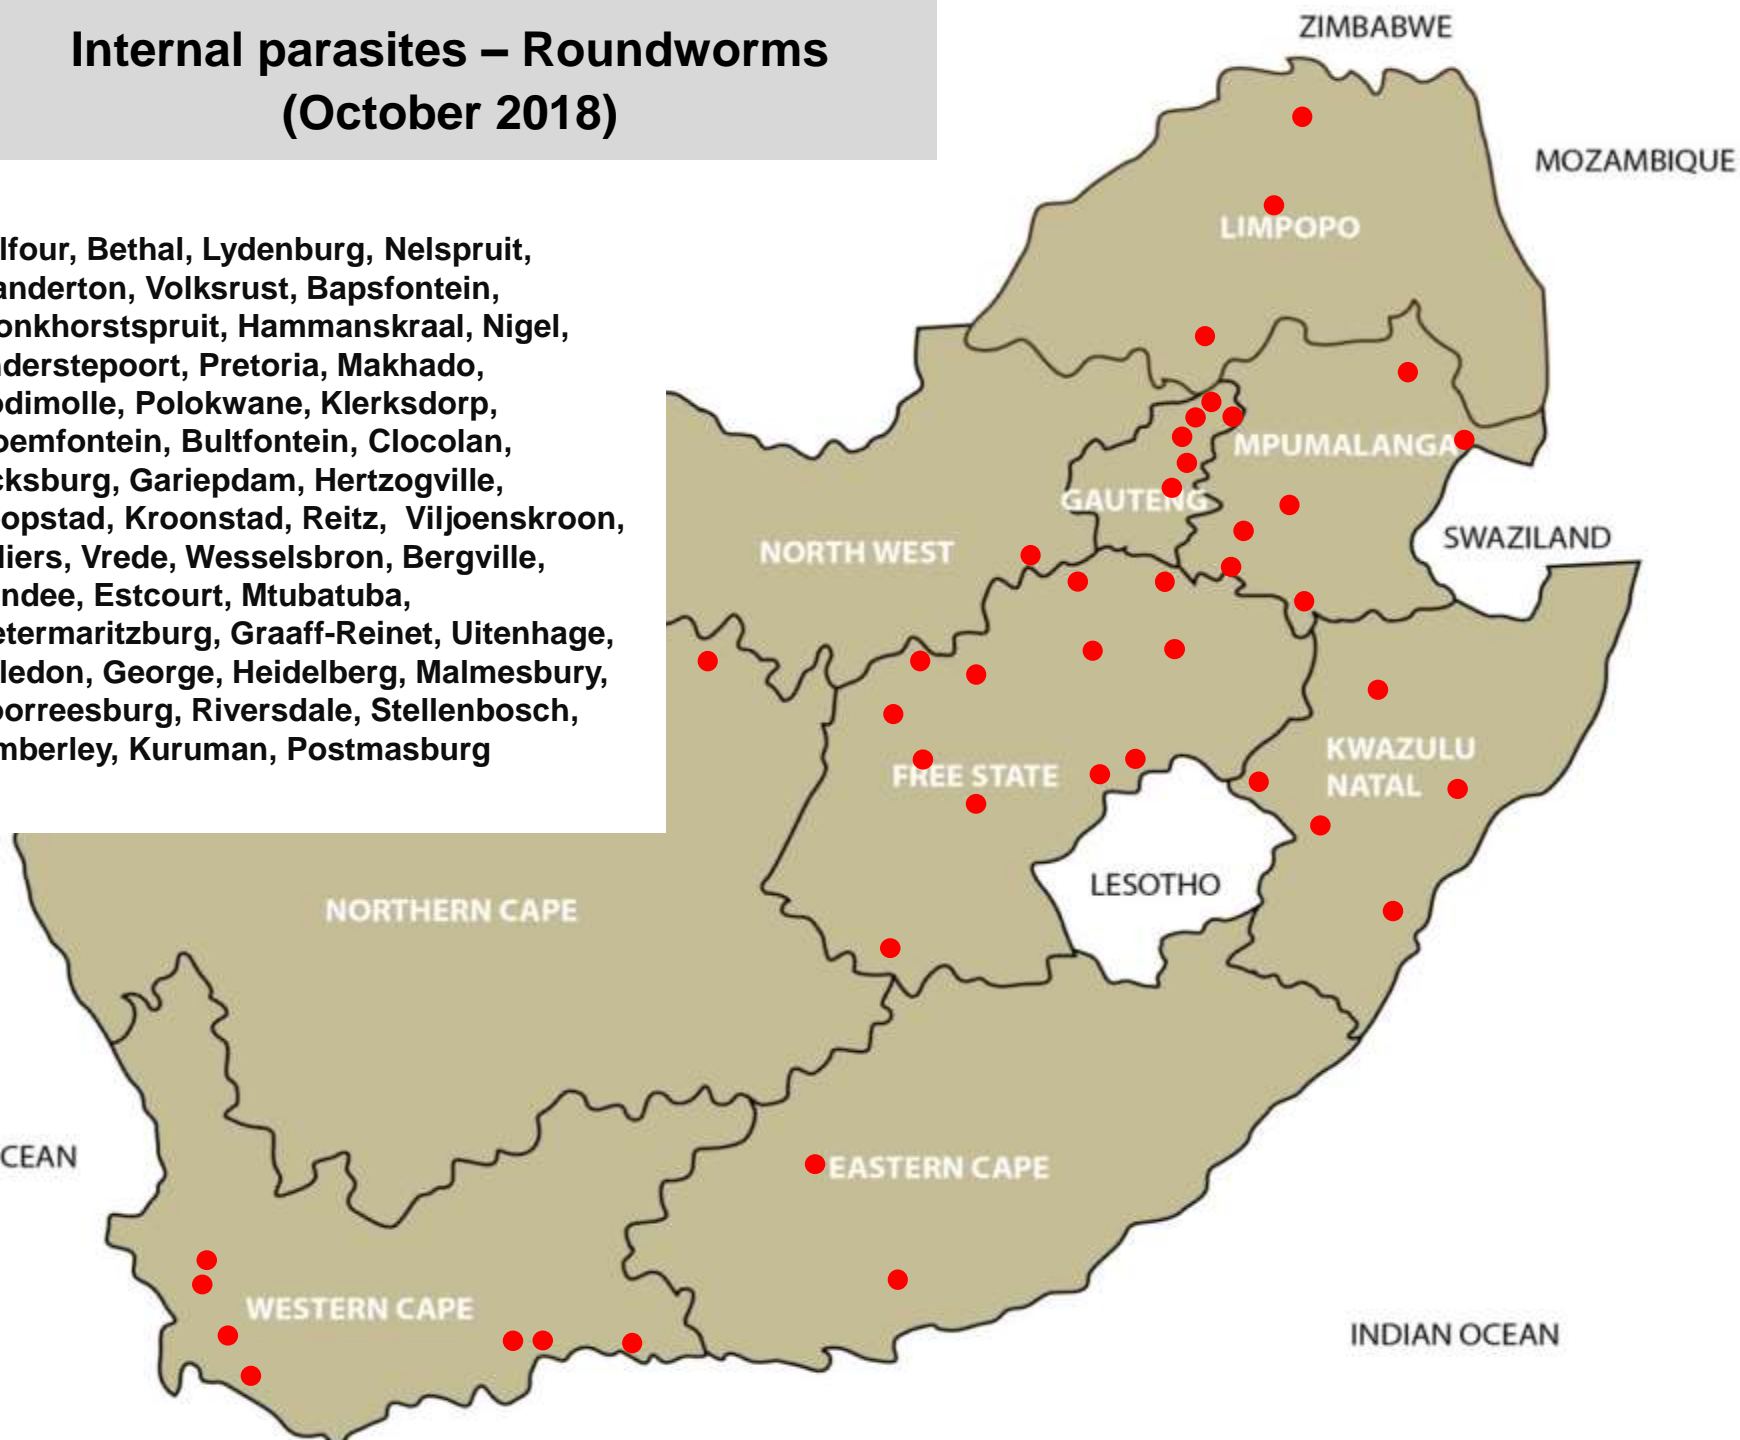 Internal parasites – Roundworms
(October 2018)
ZIMBABWE
MOZAMBIQUE
LIMPOPO
lfour, Bethal, Lydenburg, Nelspruit,
anderton, Volksrust, Bapsfontein,
onkhorstspruit, Hammanskraal, Nigel,
derstepoort, Pretoria, Makhado,
odimolle, Polokwane, Klerksdorp,
oemfontein, Bultfontein, Clocolan,
cksburg, Gariepdam, Hertzogville,
opstad, Kroonstad, Reitz, Viljoenskroon,
liers, Vrede, Wesselsbron, Bergville,
ndee, Estcourt, Mtubatuba,
etermaritzburg, Graaff-Reinet, Uitenhage,
ledon, George, Heidelberg, Malmesbury,
oorreesburg, Riversdale, Stellenbosch,
mberley, Kuruman, Postmasburg
MPUMALANGA
GAUTENG
SWAZILAND
NORTH WEST
KWAZULU
NATAL
FREE STATE
LESOTHO
NORTHERN CAPE
CEAN
EASTERN CAPE
WESTERN CAPE
INDIAN OCEAN